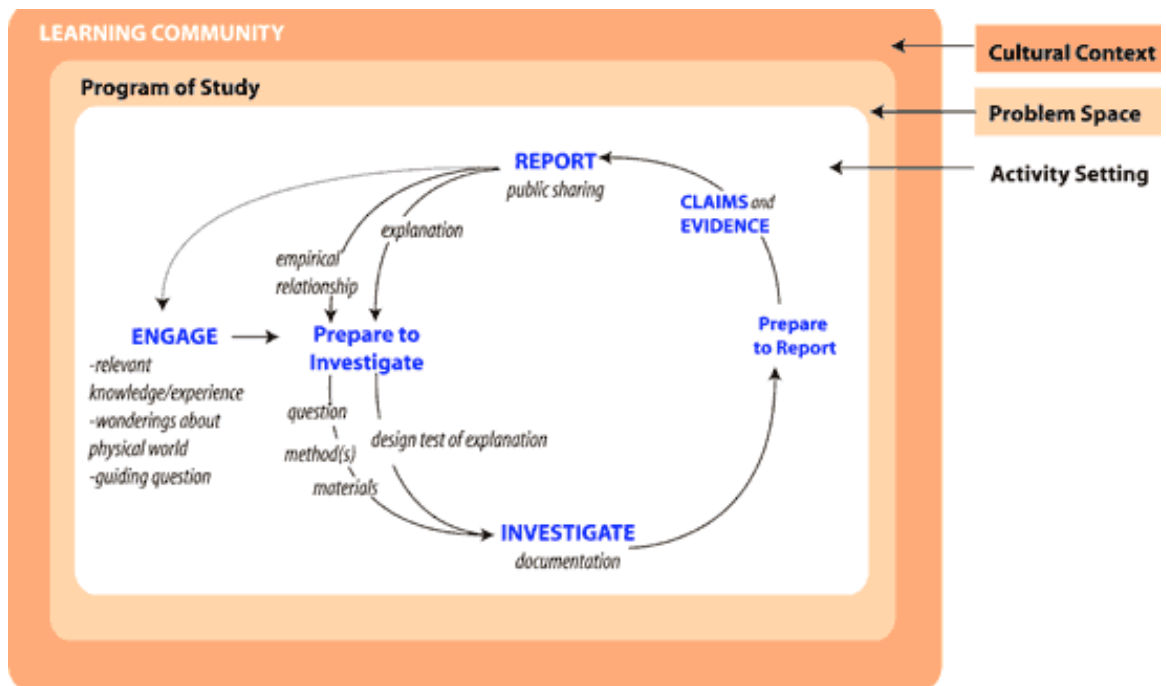 LEARNING COMMUNITY
Cultural Context
Program of Study
Problem Space
REPORT
public sharing
Activity Setting
CLAIMS and
EVIDENCE
explanation
empirical
relationship
ENGAGE
-relevant
knowledge/experience
-wonderings about
physical world
-guiding question
Prepare to
Investigate
Prepare
to Report
question
method(s)
materials
design test of explanation
INVESTIGATE
documentation